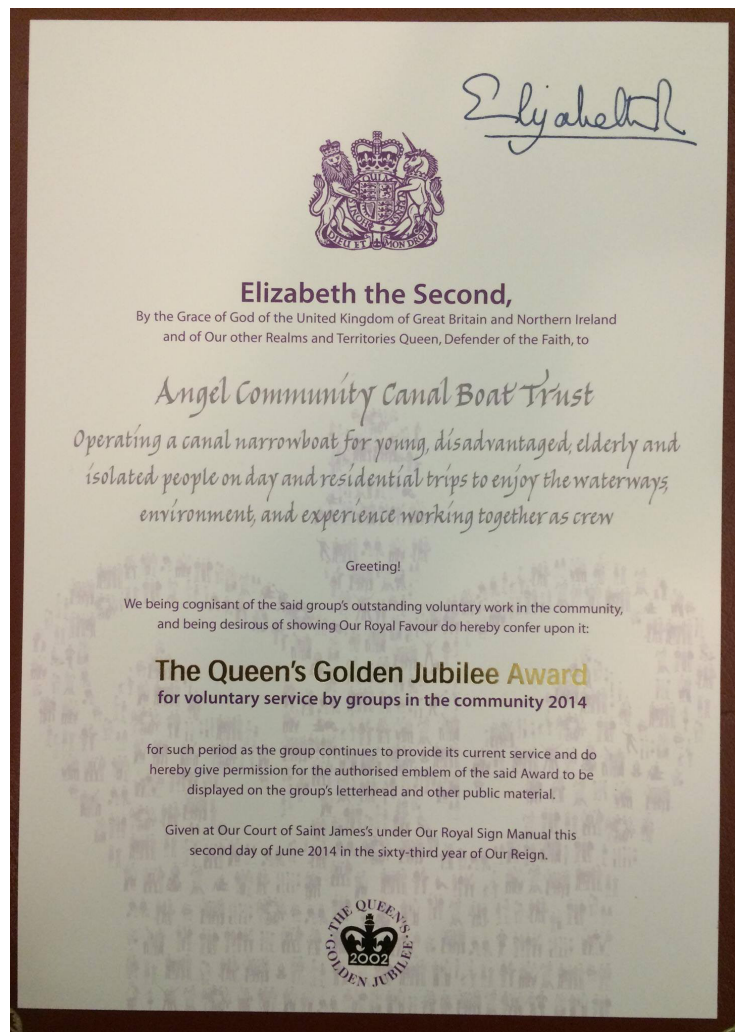 Elizabeth R
QUI Y
DIEU ET MON DROIT
Elizabeth the Second,
By the Grace of God of the United Kingdom of Great Britain and Northern Ireland
and of Our other Realms and Territories Queen, Defender of the Faith, to
Angel Community Canal Boat Trust
Operating a canal narrowboat for young, disadvantaged, elderly and
isolated people on day and residential trips to enjoy the waterways,
environment, and experience working together as crew
Greeting!
We being cognisant of the said group's outstanding voluntary work in the community,
and being desirous of showing Our Royal Favour do hereby confer upon it:
The Queen's Golden Jubilee Award
for voluntary service by groups in the community 2014
for such period as the group continues to provide its current service and do
hereby give permission for the authorised emblem of the said Award to be
displayed on the group's letterhead and other public material.
Given at Our Court of Saint James's under Our Royal Sign Manual this
second day of June 2014 in the sixty-third year of Our Reign.
THE QUEEN'S
GOLDEN JUBILEE
2002